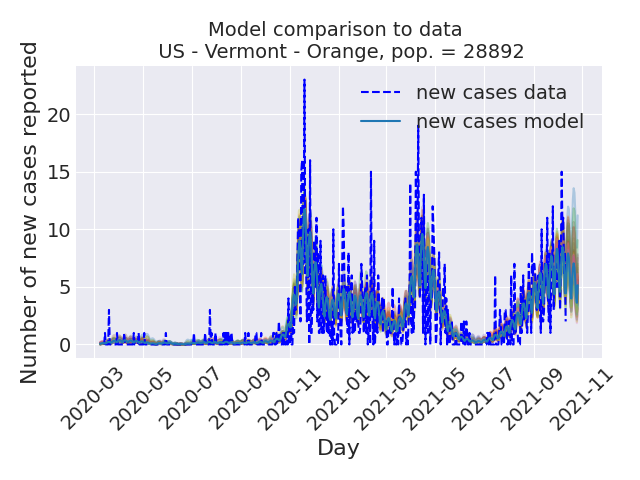 Model comparison to data
US - Vermont - Orange, pop. = 28892
Number of new cases reported
20
15
10
5
0
new cases data
new cases model
2020-03
2020-05
2020-07
2020-09
2020-11
2021-01
2021-03
2021-05
2021-07
2021-09
2021-11
Day